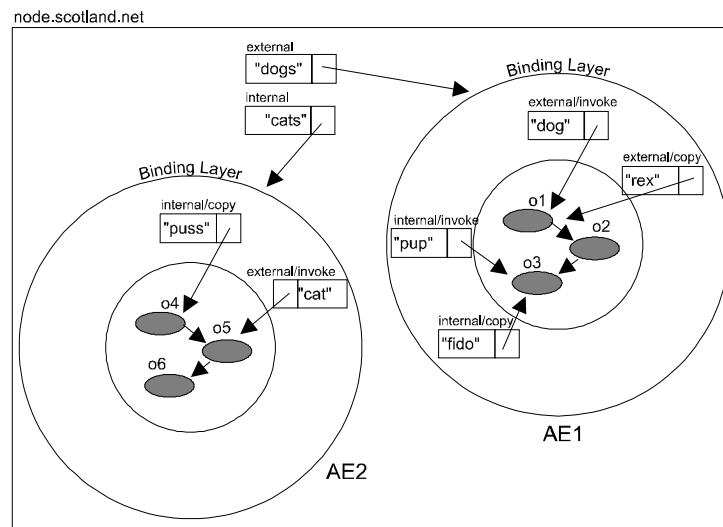 node.scotland.net
external
"dogs"
internal
"cats"
Binding Layer
external/invoke
"dog"
external/copy
"rex"
o1
o2
internal/invoke
"pup"
o3
internal/copy
"fido"
AE1
Binding Layer
internal/copy
"puss"
external/invoke
"cat"
o4
o5
o6
AE2